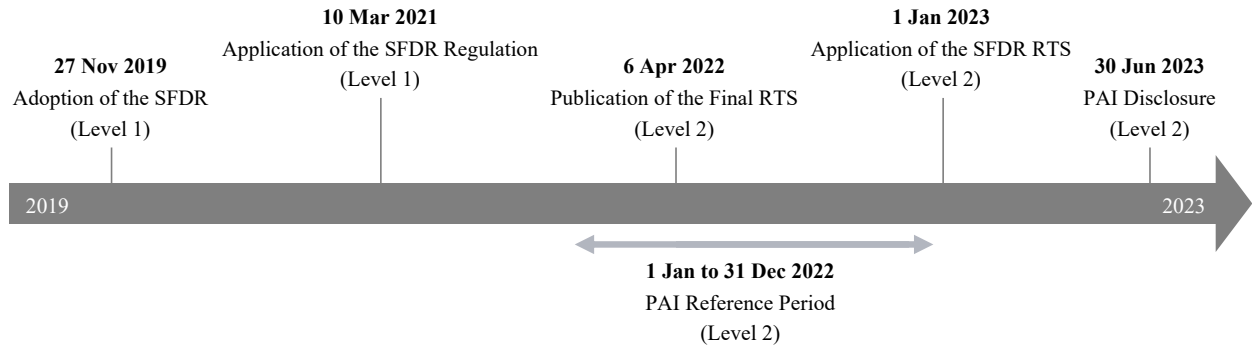 27 Nov 2019
Adoption of the SFDR
(Level 1)
10 Mar 2021
Application of the SFDR Regulation
(Level 1)
6 Apr 2022
Publication of the Final RTS
(Level 2)
1 Jan 2023
Application of the SFDR RTS
(Level 2)
30 Jun 2023
PAI Disclosure
(Level 2)
2019
2023
1 Jan to 31 Dec 2022
PAI Reference Period
(Level 2)